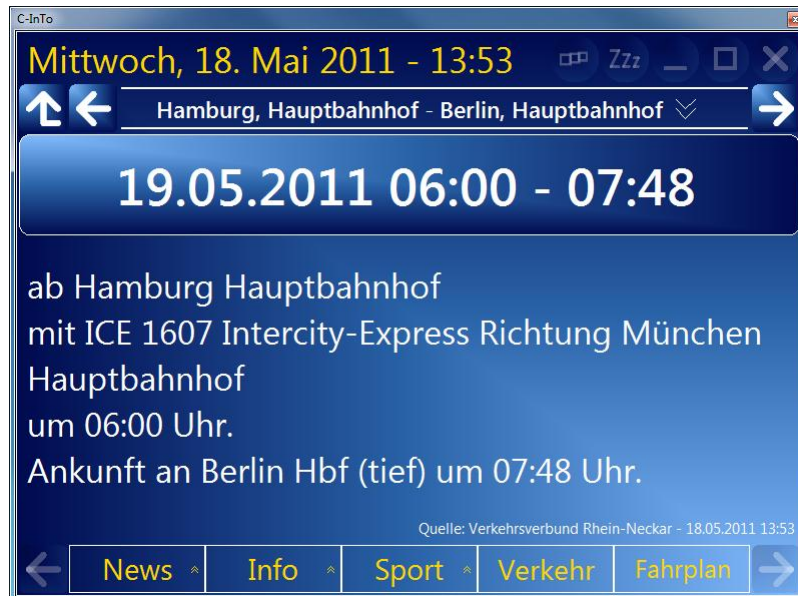 C-InTo
Mittwoch, 18. Mai 2011 - 13:53
Zzz
Hamburg, Hauptbahnhof - Berlin, Hauptbahnhof
19.05.2011 06:00 - 07:48
ab Hamburg Hauptbahnhof
mit ICE 1607 Intercity-Express Richtung München
Hauptbahnhof
um 06:00 Uhr.
Ankunft an Berlin Hbf (tief) um 07:48 Uhr.
Quelle: Verkehrsverbund Rhein-Neckar - 18.05.2011 13:53
News Info Sport Verkehr Fahrplan